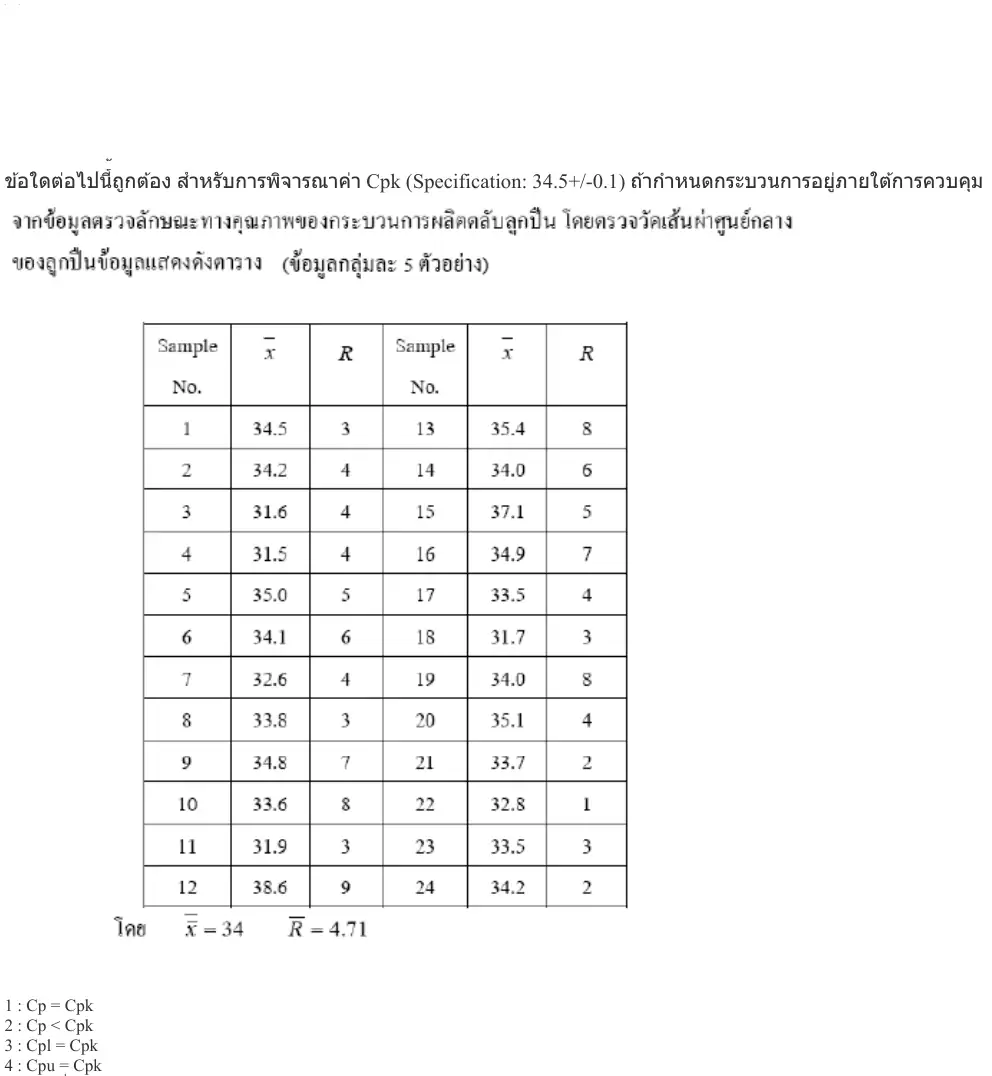 ข้อใดต่อไปนี้ถูกต้อง สำหรับการพิจารณาค่า Cpk (Specification: 34.5+/-0.1) ถ้ากำหนดกระบวนการอยู่ภายใต้การควบคุม
จากข้อมูลตรวจลักษณะทางคุณภาพของกระบวนการผลิตตลับลูกปืน โดยตรวจวัดเส้นผ่าศูนย์กลาง
ของลูกปืนข้อมูลแสดงดังตาราง (ข้อมูลกลุ่มละ 5 ตัวอย่าง)
Sample No. x̄ R Sample No. x̄ R
1 34.5 3 13 35.4 8
2 34.2 4 14 34.0 6
3 31.6 4 15 37.1 5
4 31.5 4 16 34.9 7
5 35.0 5 17 33.5 4
6 34.1 6 18 31.7 3
7 32.6 4 19 34.0 8
8 33.8 3 20 35.1 4
9 34.8 7 21 33.7 2
10 33.6 8 22 32.8 1
11 31.9 3 23 33.5 3
12 38.6 9 24 34.2 2
โดย x̿ = 34 R̄ = 4.71
1 : Cp = Cpk
2 : Cp < Cpk
3 : Cpl = Cpk
4 : Cpu = Cpk